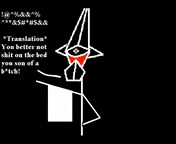 !@^%&&^%
^**&S#*#S&&
*Translation*
You better not
shit on the bed
you son of a
b*tch!